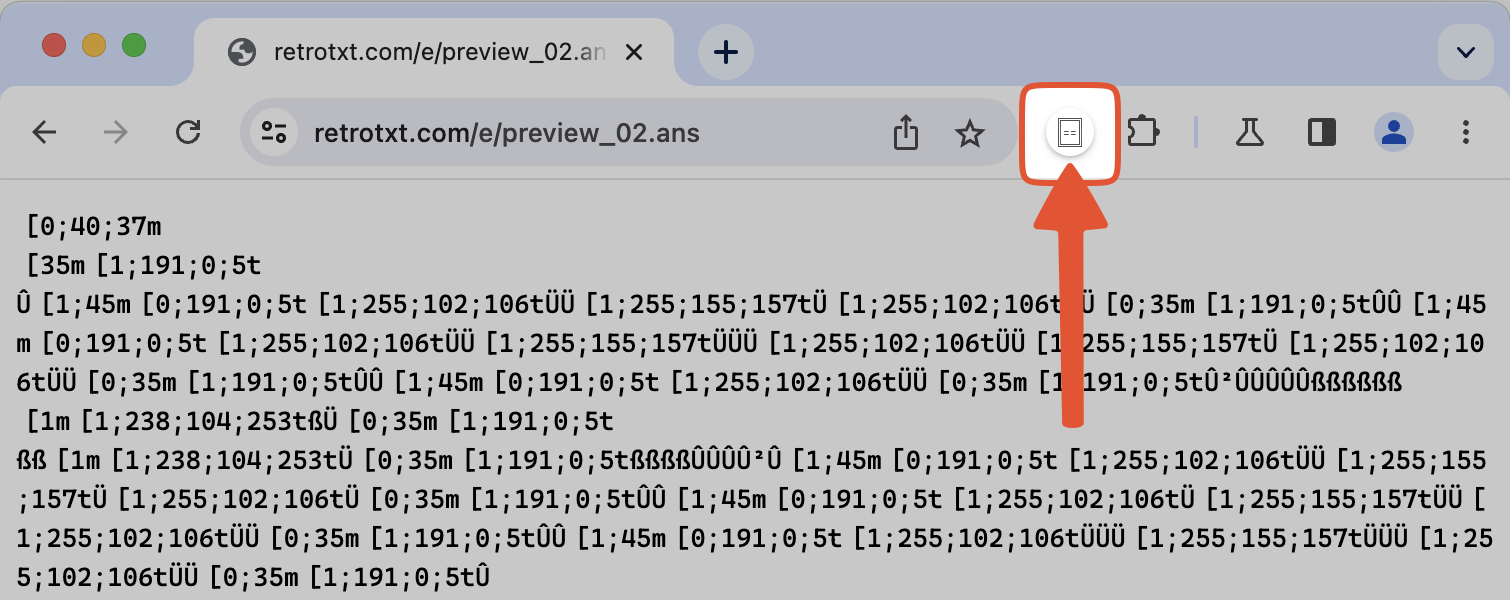 retrotxt.com/e/preview_02.an
retrotxt.com/e/preview_02.ans
[0;40;37m
[35m [1;191;0;5t
Û [1;45m [0;191;0;5t [1;255;102;106tÜÜ [1;255;155;157tÜ [1;255;102;106t Ü [0;35m [1;191;0;5tÛÛ [1;45
m [0;191;0;5t [1;255;102;106tÜÜ [1;255;155;157tÜÜÜ [1;255;102;106tÜÜ [1 255;155;157tÜ [1;255;102;10
6tÜÜ [0;35m [1;191;0;5tÛÛ [1;45m [0;191;0;5t [1;255;102;106tÜÜ [0;35m [1 191;0;5tÛ²ÛÛÛÛÛßßßßßß
[1m [1;238;104;253tßÜ [0;35m [1;191;0;5t
ßß [1m [1;238;104;253tÜ [0;35m [1;191;0;5tßßßßÛÛÛÛ²Û [1;45m [0;191;0;5t [1;255;102;106tÜÜ [1;255;155
;157tÜ [1;255;102;106tÜ [0;35m [1;191;0;5tÛÛ [1;45m [0;191;0;5t [1;255;102;106tÜ [1;255;155;157tÜÜ [
1;255;102;106tÜÜ [0;35m [1;191;0;5tÛÛ [1;45m [0;191;0;5t [1;255;102;106tÜÜÜ [1;255;155;157tÜÜÜ [1;25
5;102;106tÜÜ [0;35m [1;191;0;5tÛ